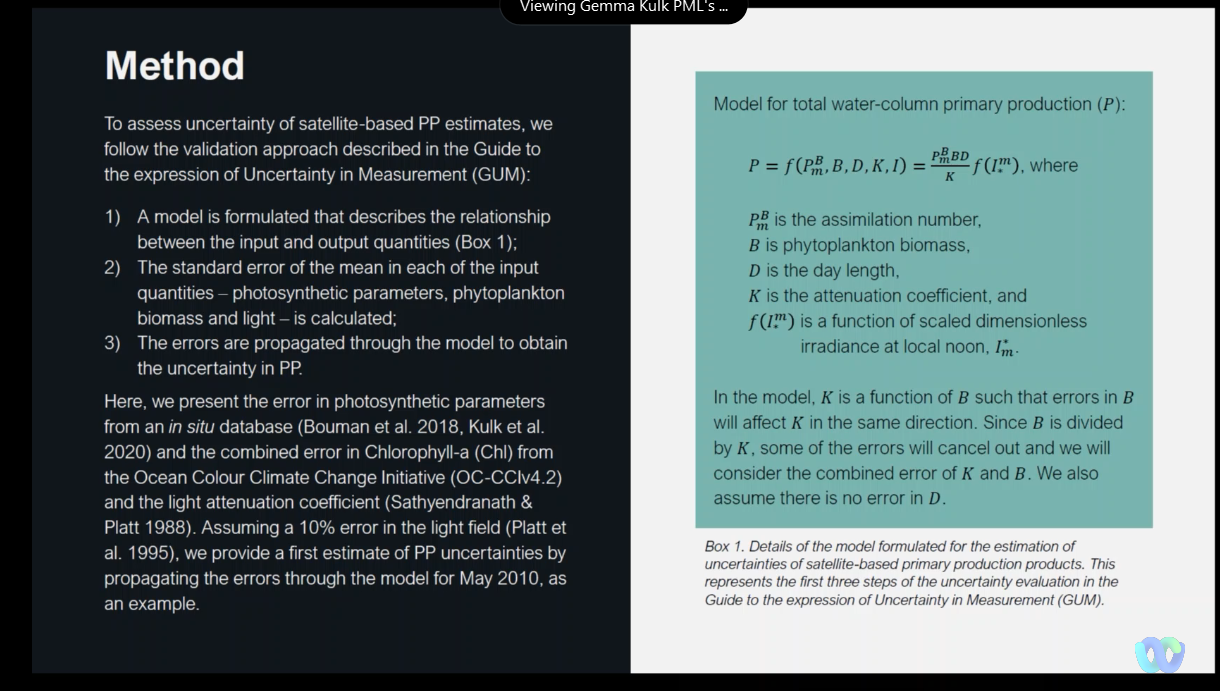 Viewing Gemma Kulk PML's ...
Method
To assess uncertainty of satellite-based PP estimates, we
follow the validation approach described in the Guide to
the expression of Uncertainty in Measurement (GUM):
1) A model is formulated that describes the relationship
between the input and output quantities (Box 1);
2) The standard error of the mean in each of the input
quantities – photosynthetic parameters, phytoplankton
biomass and light – is calculated;
3) The errors are propagated through the model to obtain
the uncertainty in PP.
Here, we present the error in photosynthetic parameters
from an in situ database (Bouman et al. 2018, Kulk et al.
2020) and the combined error in Chlorophyll-a (Chl) from
the Ocean Colour Climate Change Initiative (OC-CCIv4.2)
and the light attenuation coefficient (Sathyendranath &
Platt 1988). Assuming a 10% error in the light field (Platt et
al. 1995), we provide a first estimate of PP uncertainties by
propagating the errors through the model for May 2010, as
an example.
Model for total water-column primary production (P):
P = f(P_m^B, B, D, K, I) = \frac{P_m^B BD}{K} f(I_*^m), where
P_m^B is the assimilation number,
B is phytoplankton biomass,
D is the day length,
K is the attenuation coefficient, and
f(I_*^m) is a function of scaled dimensionless
irradiance at local noon, I_m^*.
In the model, K is a function of B such that errors in B
will affect K in the same direction. Since B is divided
by K, some of the errors will cancel out and we will
consider the combined error of K and B. We also
assume there is no error in D.
Box 1. Details of the model formulated for the estimation of
uncertainties of satellite-based primary production products. This
represents the first three steps of the uncertainty evaluation in the
Guide to the expression of Uncertainty in Measurement (GUM).